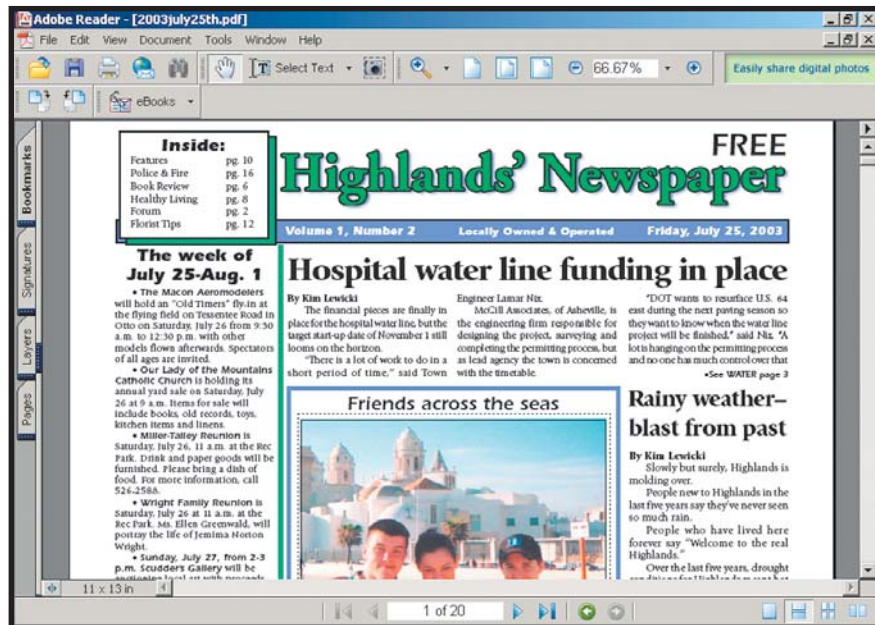 Adobe Reader - [2003july25th.pdf]
File Edit View Document Tools Window Help
Select Text 66.67% Easily share digital photos
eBooks
Bookmarks
Signatures
Layers
Pages
Inside:
Features pg. 10
Police & Fire pg. 16
Book Review pg. 6
Healthy Living pg. 8
Forum pg. 2
Florist Tips pg. 12
FREE
Highlands' Newspaper
Volume 1, Number 2 Locally Owned & Operated Friday, July 25, 2003
The week of
July 25-Aug. 1
• The Macon Aeromodelers
will hold an "Old Timers" fly-in at
the flying field on Tessentee Road in
Otto on Saturday, July 26 from 9:30
a.m. to 12:30 p.m. with other
models flown afterwards. Spectators
of all ages are invited.
• Our Lady of the Mountains
Catholic Church is holding its
annual yard sale on Saturday, July
26 at 9 a.m. Items for sale will
include books, old records, toys,
kitchen items and linens.
• Miller-Talley Reunion is
Saturday, July 26, 11 a.m. at the Rec
Park. Drink and paper goods will be
furnished. Please bring a dish of
food. For more information, call
526-2588.
• Wright Family Reunion is
Saturday, July 26 at 11 a.m. at the
Rec Park. Ms. Ellen Greenwald, will
portray the life of Jemima Norton
Wright.
• Sunday, July 27, from 2-3
p.m. Scudders Gallery will be
Hospital water line funding in place
By Kim Lewicki
The financial pieces are finally in
place for the hospital water line, but the
target start-up date of November 1 still
looms on the horizon.
"There is a lot of work to do in a
short period of time," said Town
Engineer Lamar Nix.
McGill Associates, of Asheville, is
the engineering firm responsible for
designing the project, surveying and
completing the permitting process, but
as lead agency the town is concerned
with the timetable.
"DOT wants to resurface U.S. 64
east during the next paving season so
they want to know when the water line
project will be finished," said Nix. "A
lot is hanging on the permitting process
and no one has much control over that
•See WATER page 3
Friends across the seas
Rainy weather–
blast from past
By Kim Lewicki
Slowly but surely, Highlands is
molding over.
People new to Highlands in the
last five years say they've never seen
so much rain.
People who have lived here
forever say "Welcome to the real
Highlands."
Over the last five years, drought
11 x 13 in
1 of 20